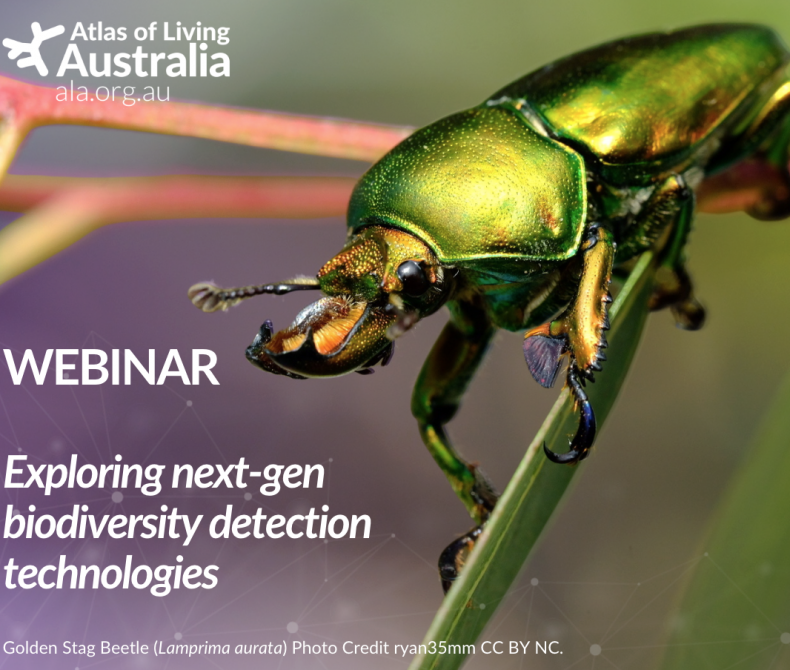 Atlas of Living
Australia
ala.org.au
WEBINAR
Exploring next-gen
biodiversity detection
technologies
Golden Stag Beetle (Lamprima aurata) Photo Credit ryan35mm CC BY NC.